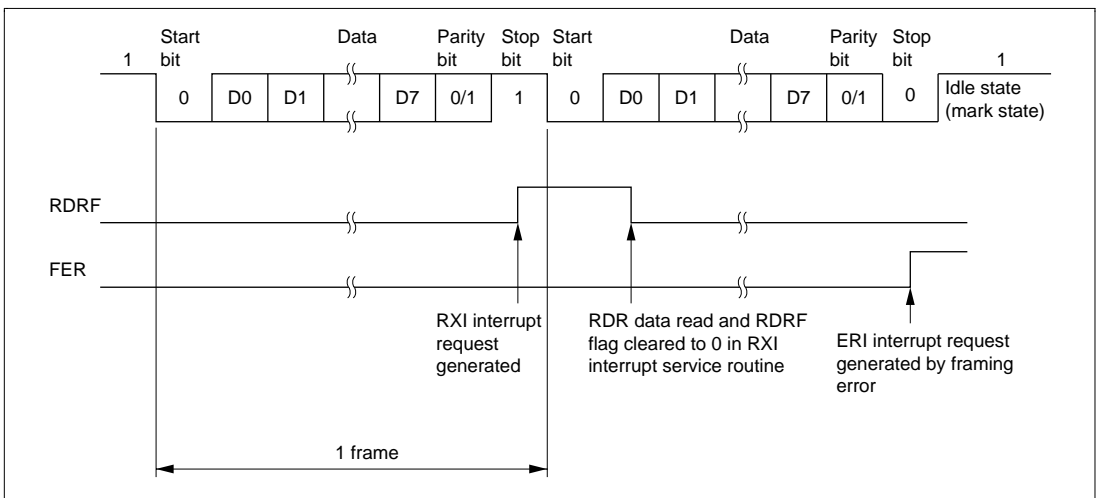 Start bit Data Parity bit Stop bit Start bit Data Parity bit Stop bit
1 1
0 D0 D1 D7 0/1 1 0 D0 D1 D7 0/1 0 Idle state (mark state)
RDRF
FER
RXI interrupt
request
generated
RDR data read and RDRF
flag cleared to 0 in RXI
interrupt service routine
ERI interrupt request
generated by framing
error
1 frame